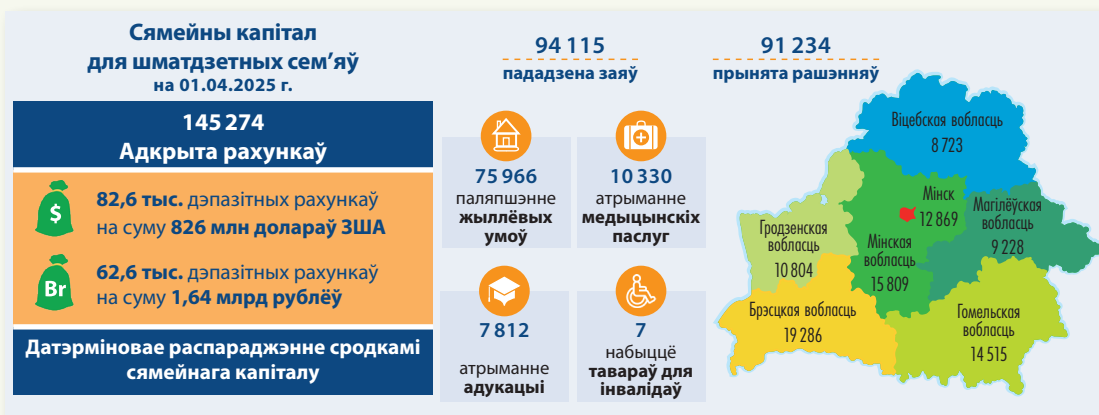 Сямейны капітал
для шматдзетных сем’яў
на 01.04.2025 г.
145 274
Адкрыта рахункаў
$
82,6 тыс. дэпазітных рахункаў
на суму 826 млн долараў ЗША
Br
62,6 тыс. дэпазітных рахункаў
на суму 1,64 млрд рублёў
Датэрміновае распараджэнне сродкамі
сямейнага капіталу
94 115
пададзена заяў
91 234
прынята рашэнняў
75 966
паляпшэнне
жыллёвых
умоў
10 330
атрыманне
медыцынскіх
паслуг
7 812
атрыманне
адукацыі
7
набыццё
тавараў для
інвалідаў
Віцебская вобласць
8 723
Мінск
12 869
Магілёўская
вобласць
9 228
Гродзенская
вобласць
10 804
Мінская
вобласць
15 809
Брэсцкая вобласць
19 286
Гомельская
вобласць
14 515